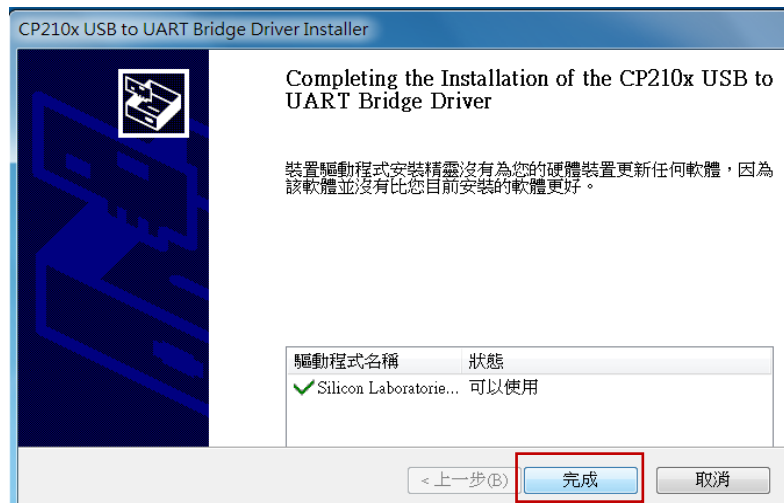 CP210x USB to UART Bridge Driver Installer
Completing the Installation of the CP210x USB to
UART Bridge Driver
裝置驅動程式安裝精靈沒有為您的硬體裝置更新任何軟體，因為
該軟體並沒有比您目前安裝的軟體更好。
驅動程式名稱 狀態
Silicon Laboratorie... 可以使用
<上一步(B) 完成 取消